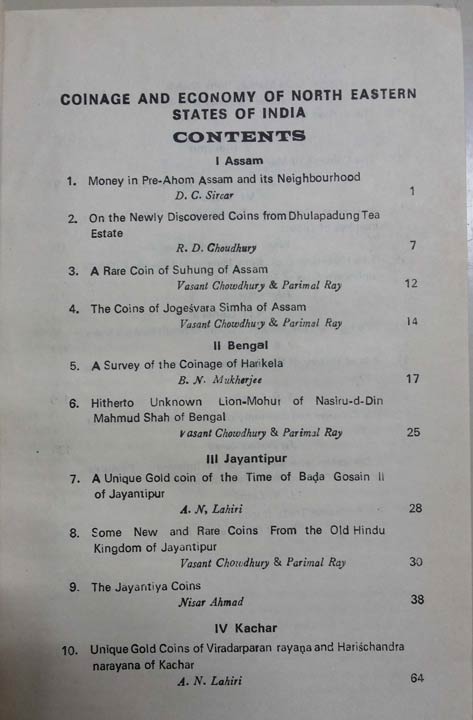 COINAGE AND ECONOMY OF NORTH EASTERN
STATES OF INDIA
CONTENTS
I Assam
1. Money in Pre-Ahom Assam and its Neighbourhood
D. C. Sircar 1
2. On the Newly Discovered Coins from Dhulapadung Tea
Estate
R. D. Choudhury 7
3. A Rare Coin of Suhung of Assam
Vasant Chowdhury & Parimal Ray 12
4. The Coins of Jogeśvara Simha of Assam
Vasant Chowdhury & Parimal Ray 14
II Bengal
5. A Survey of the Coinage of Harikela
B. N. Mukherjee 17
6. Hitherto Unknown Lion-Mohur of Nasiru-d-Din
Mahmud Shah of Bengal
Vasant Chowdhury & Parimal Ray 25
III Jayantipur
7. A Unique Gold coin of the Time of Baḍa Gosain II
of Jayantipur
A. N, Lahiri 28
8. Some New and Rare Coins From the Old Hindu
Kingdom of Jayantipur
Vasant Chowdhury & Parimal Ray 30
9. The Jayantiya Coins
Nisar Ahmad 38
IV Kachar
10. Unique Gold Coins of Viradarparan rayaṇa and Hariśchandra
narayana of Kachar
A. N. Lahiri 64